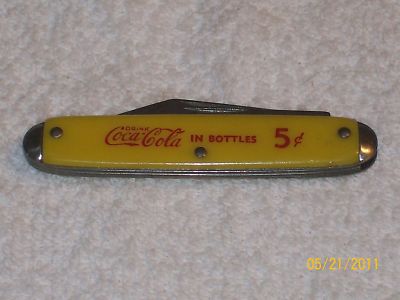 DRINK
Coca-Cola IN BOTTLES 5¢
05/21/2011